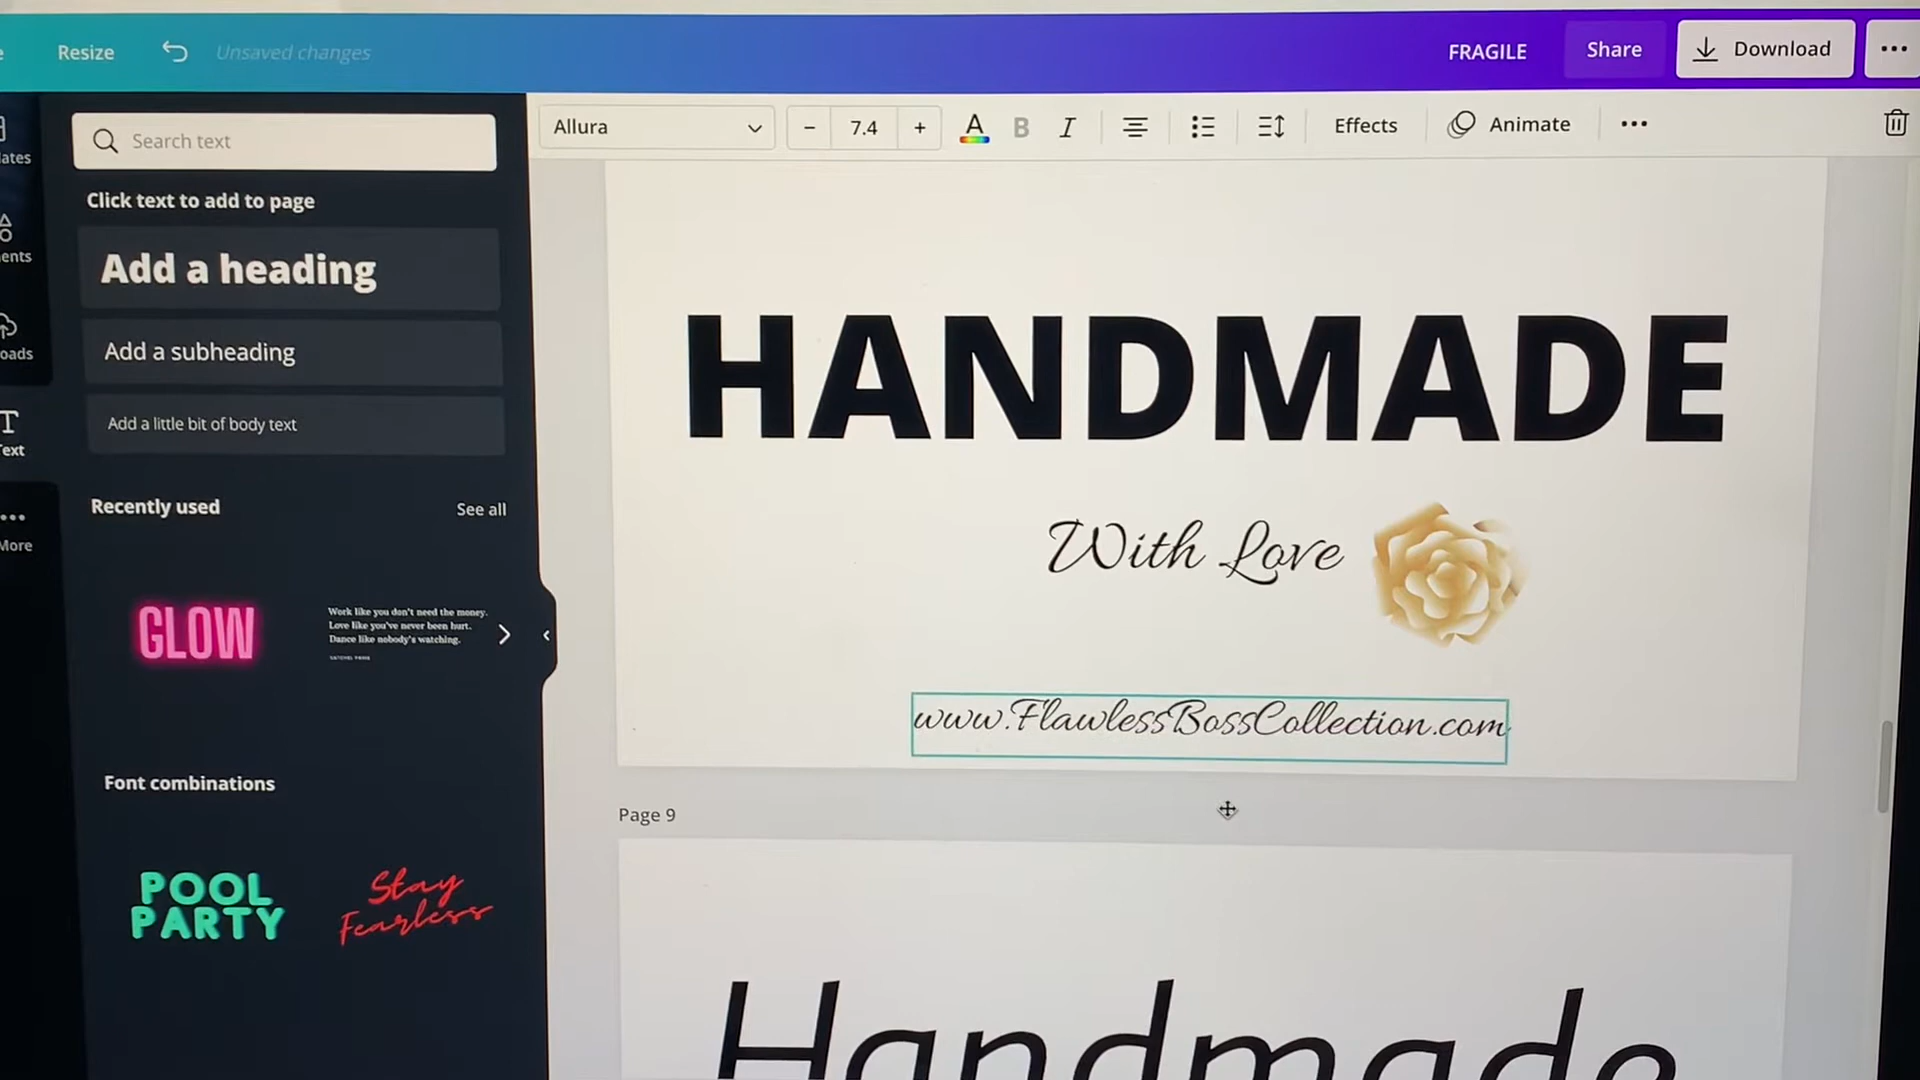 Resize
Unsaved changes
FRAGILE
Share
Download
Search text
Allura
7.4
A
B
I
Effects
Animate
Click text to add to page
Add a heading
Add a subheading
Add a little bit of body text
Text
More
Recently used
See all
GLOW
Work like you don't need the money.
Love like you've never been hurt.
Dance like nobody's watching.
Font combinations
POOL
PARTY
Stay
Fearless
HANDMADE
With Love
www.FlawlessBossCollection.com
Page 9
Handmade